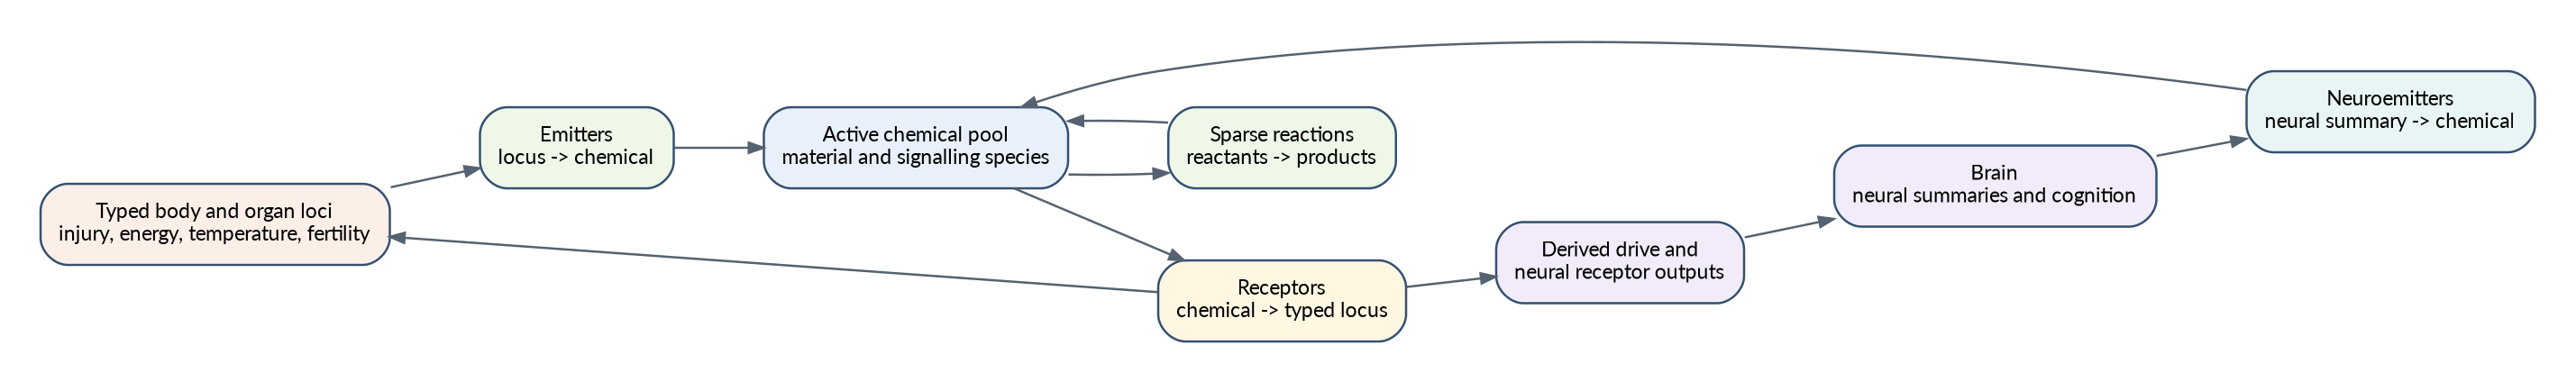 Typed body and organ loci
injury, energy, temperature, fertility
Emitters
locus -> chemical
Active chemical pool
material and signalling species
Sparse reactions
reactants -> products
Receptors
chemical -> typed locus
Derived drive and
neural receptor outputs
Brain
neural summaries and cognition
Neuroemitters
neural summary -> chemical